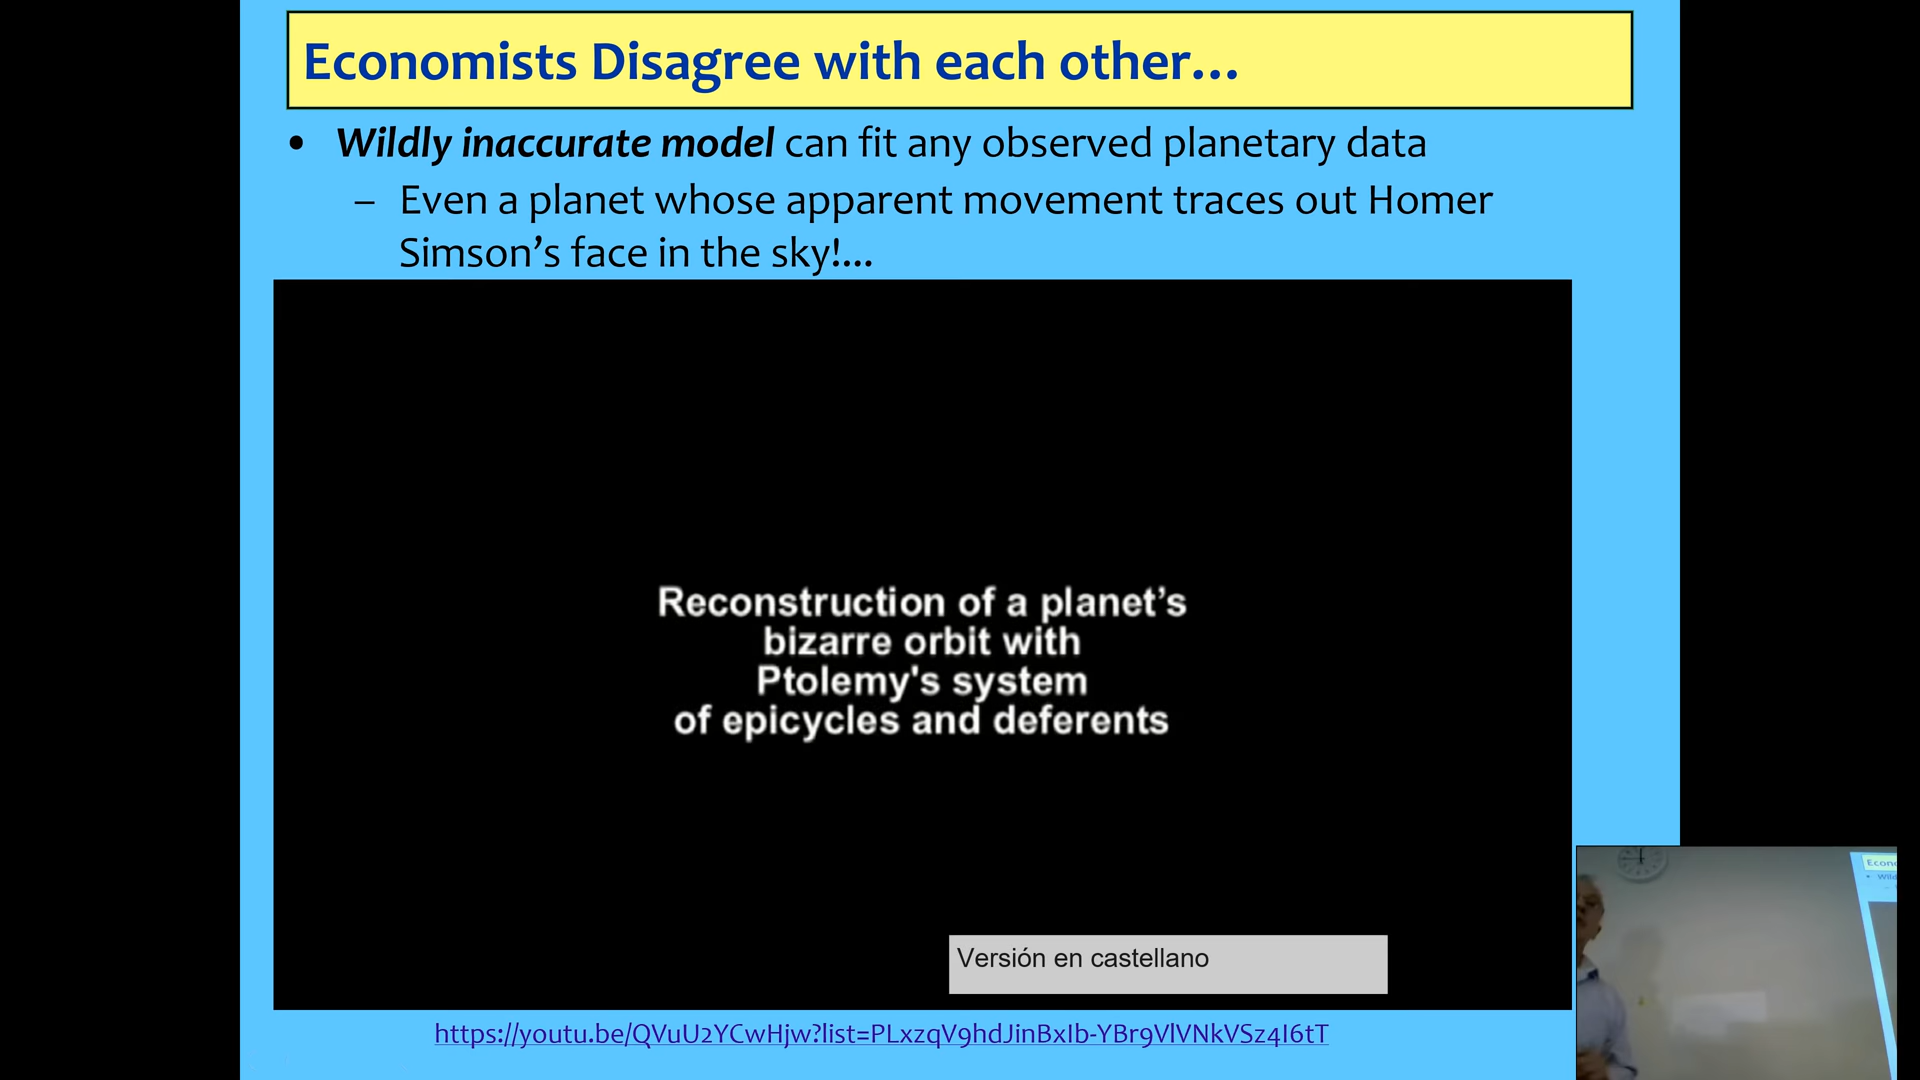 Economists Disagree with each other...
• Wildly inaccurate model can fit any observed planetary data
– Even a planet whose apparent movement traces out Homer
Simson’s face in the sky!...
Reconstruction of a planet’s
bizarre orbit with
Ptolemy's system
of epicycles and deferents
Versión en castellano
https://youtu.be/QVuU2YCwHjw?list=PLxzqV9hdJinBxIb-YBr9VlVNkVSz4I6tT
Econ